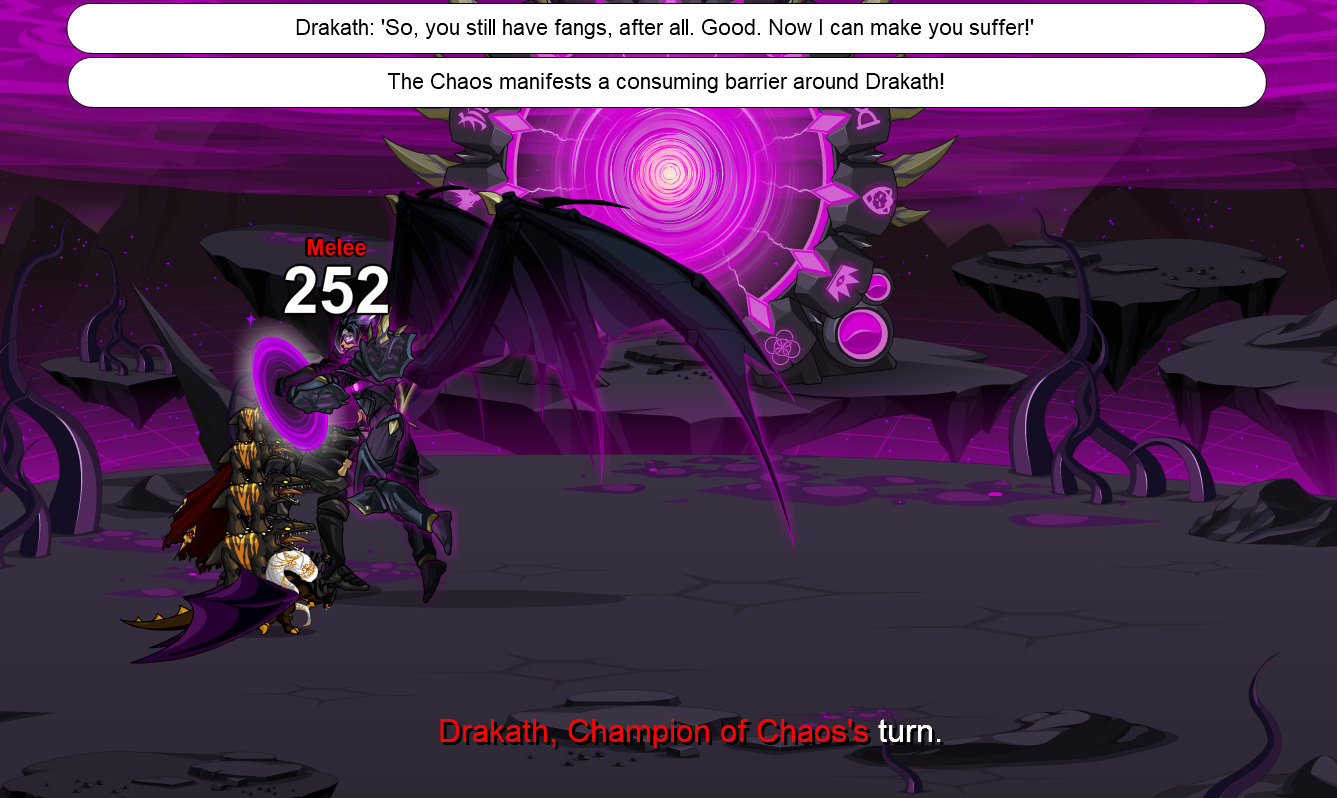 Drakath: 'So, you still have fangs, after all. Good. Now I can make you suffer!'
The Chaos manifests a consuming barrier around Drakath!
Melee
252
Drakath, Champion of Chaos's turn.